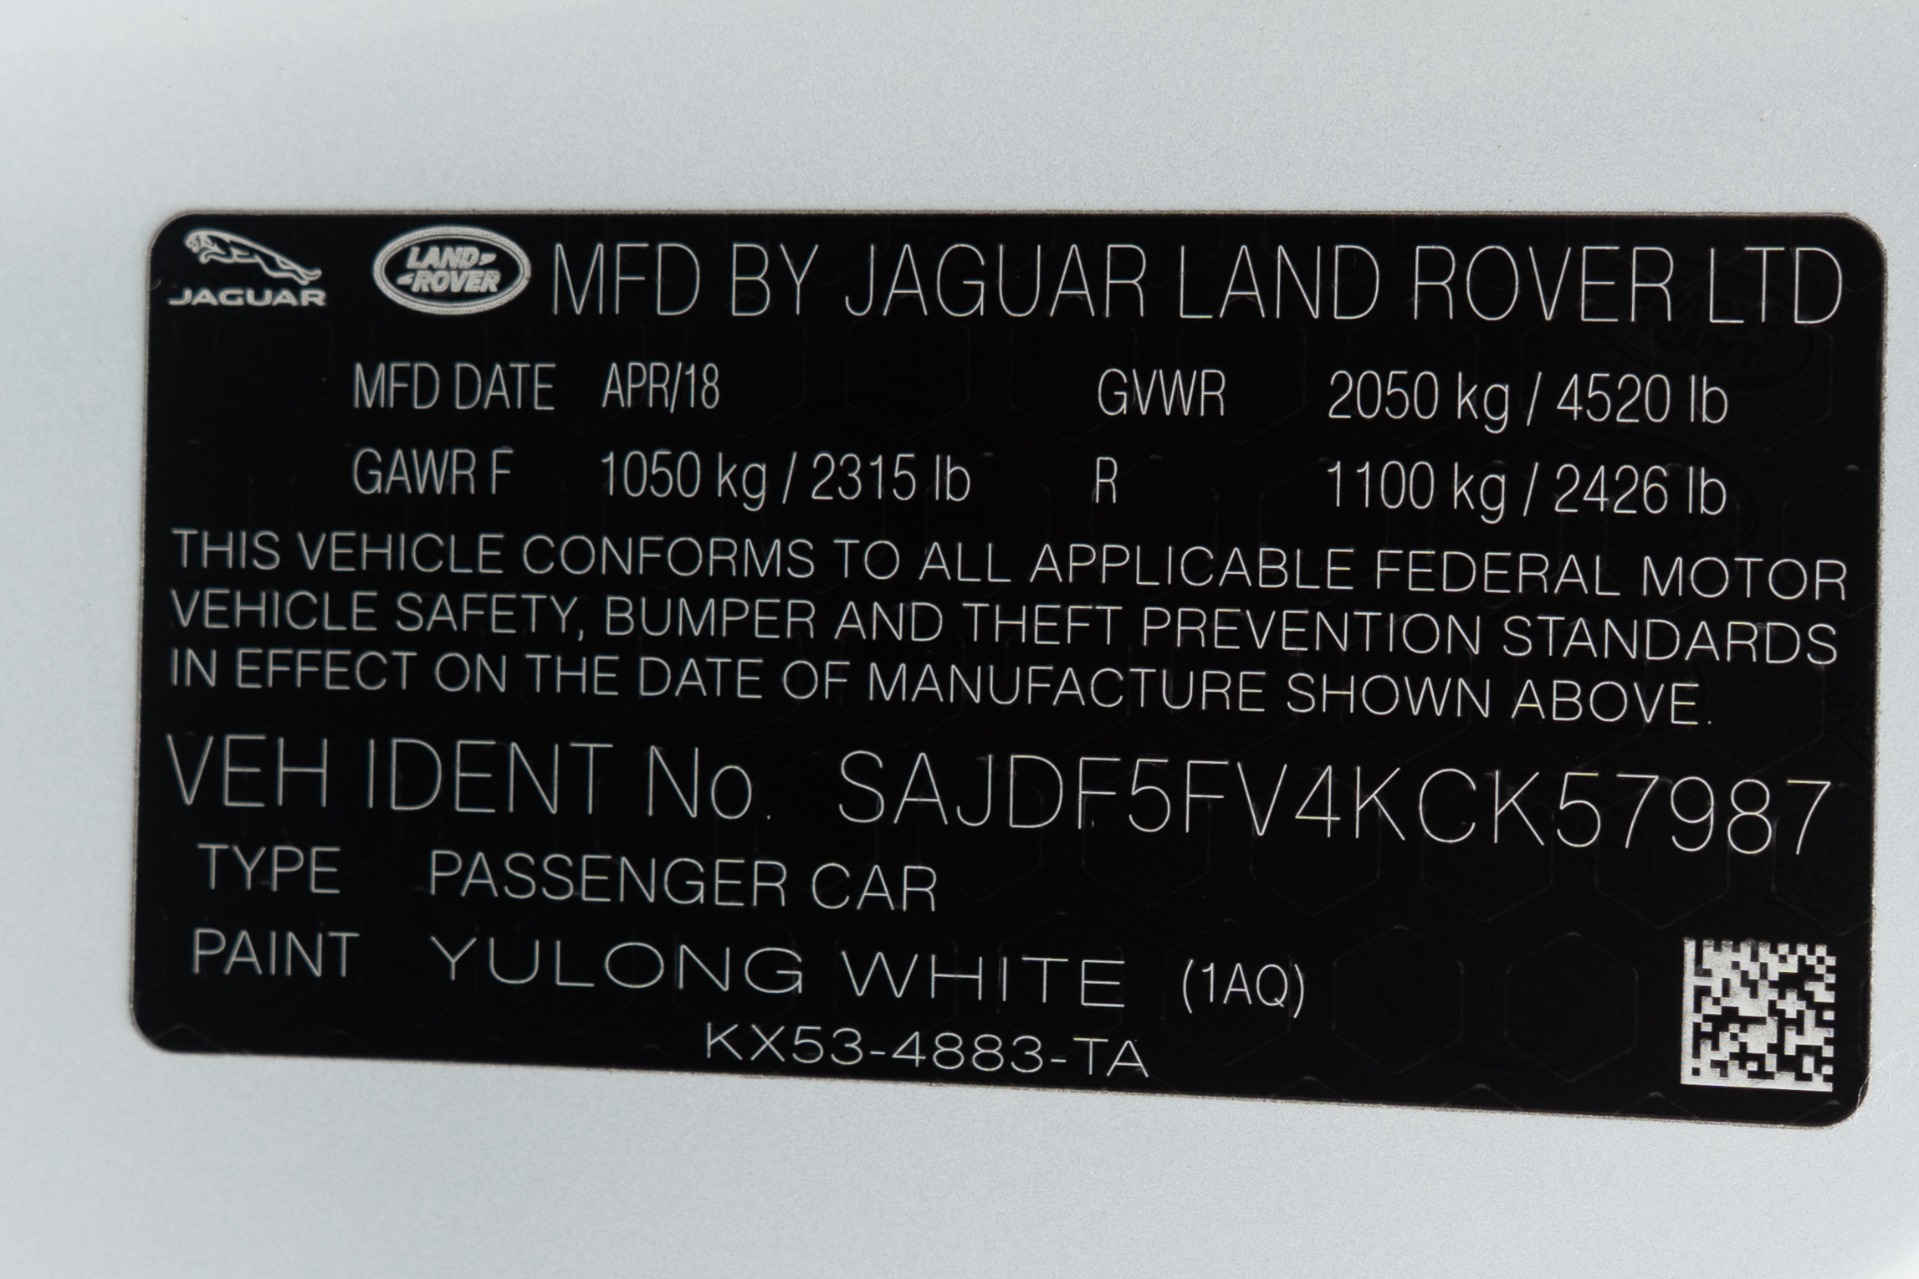 JAGUAR LAND ROVER MFD BY JAGUAR LAND ROVER LTD
MFD DATE APR/18 GVWR 2050 kg / 4520 lb
GAWR F 1050 kg / 2315 lb R 1100 kg / 2426 lb
THIS VEHICLE CONFORMS TO ALL APPLICABLE FEDERAL MOTOR
VEHICLE SAFETY, BUMPER AND THEFT PREVENTION STANDARDS
IN EFFECT ON THE DATE OF MANUFACTURE SHOWN ABOVE.
VEH IDENT No. SAJDF5FV4KCK57987
TYPE PASSENGER CAR
PAINT YULONG WHITE (1AQ)
KX53-4883-TA